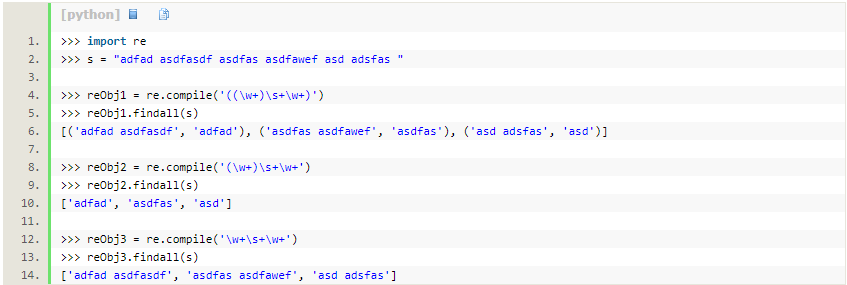 [python]
1. >>> import re
2. >>> s = "adfad asdfasdf asdfas asdfawef asd adsfas "
3.
4. >>> reObj1 = re.compile('((\w+)\s+\w+)')
5. >>> reObj1.findall(s)
6. [('adfad asdfasdf', 'adfad'), ('asdfas asdfawef', 'asdfas'), ('asd adsfas', 'asd')]
7.
8. >>> reObj2 = re.compile('(\w+)\s+\w+')
9. >>> reObj2.findall(s)
10. ['adfad', 'asdfas', 'asd']
11.
12. >>> reObj3 = re.compile('\w+\s+\w+')
13. >>> reObj3.findall(s)
14. ['adfad asdfasdf', 'asdfas asdfawef', 'asd adsfas']